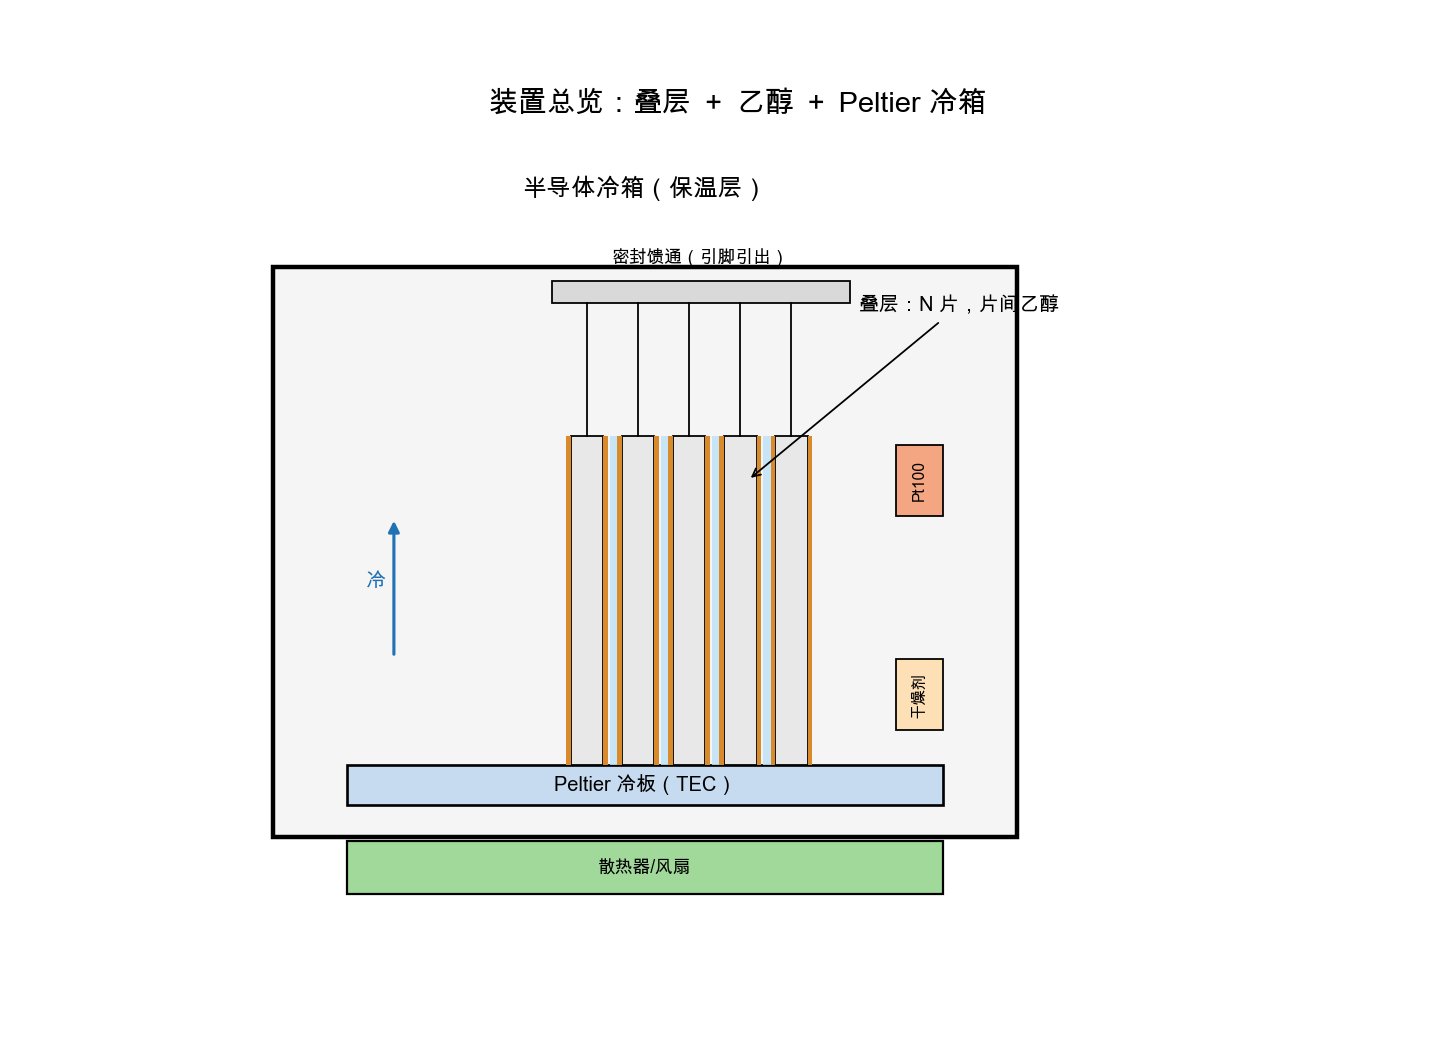 装置总览：叠层 + 乙醇 + Peltier 冷箱
半导体冷箱（保温层）
密封馈通（引脚引出）
叠层：N 片，片间乙醇
Pt100
冷
干燥剂
Peltier 冷板（TEC）
散热器/风扇